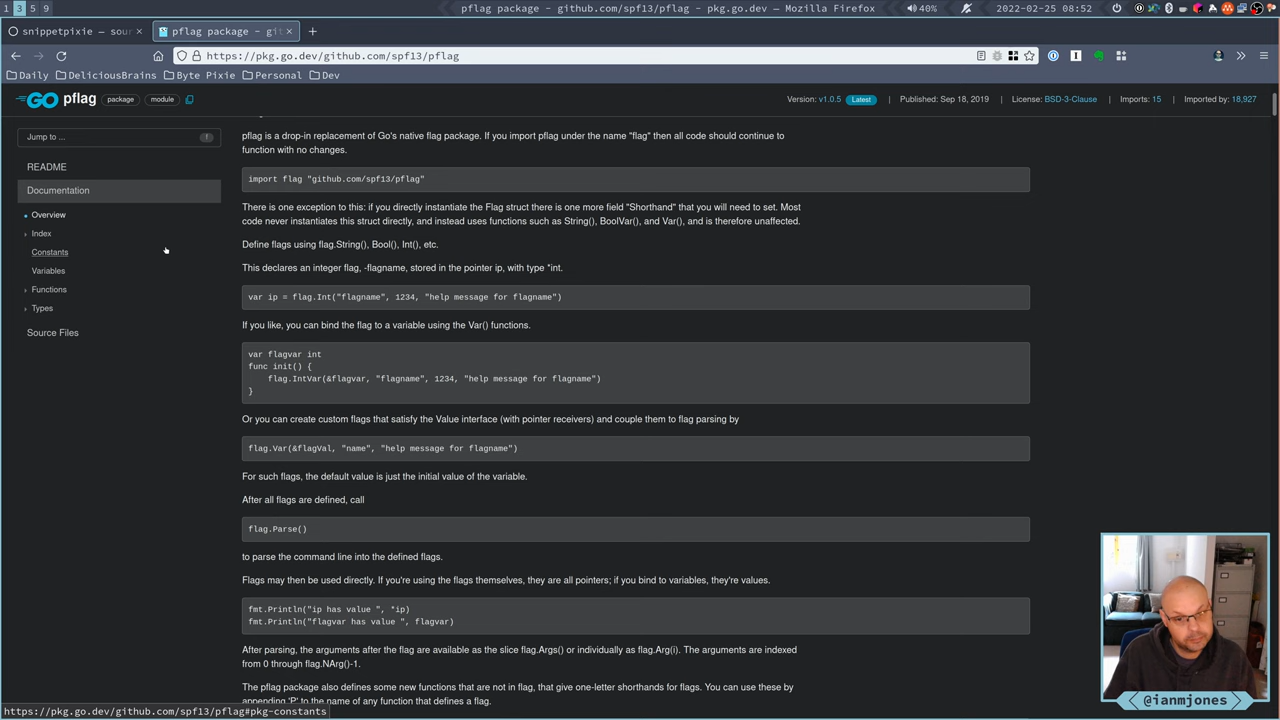 1 3 5 9
pflag package - github.com/spf13/pflag - pkg.go.dev — Mozilla Firefox
40%
2022-02-25 08:52
snippetpixie — sour
pflag package - git
https://pkg.go.dev/github.com/spf13/pflag
Daily
DeliciousBrains
Byte Pixie
Personal
Dev
GO pflag package module
Version: v1.0.5 Latest | Published: Sep 18, 2019 | License: BSD-3-Clause | Imports: 15 | Imported by: 18,927
Jump to ...
README
Documentation
Overview
Index
Constants
Variables
Functions
Types
Source Files
pflag is a drop-in replacement of Go's native flag package. If you import pflag under the name "flag" then all code should continue to
function with no changes.
import flag "github.com/spf13/pflag"
There is one exception to this: if you directly instantiate the Flag struct there is one more field "Shorthand" that you will need to set. Most
code never instantiates this struct directly, and instead uses functions such as String(), BoolVar(), and Var(), and is therefore unaffected.
Define flags using flag.String(), Bool(), Int(), etc.
This declares an integer flag, -flagname, stored in the pointer ip, with type *int.
var ip = flag.Int("flagname", 1234, "help message for flagname")
If you like, you can bind the flag to a variable using the Var() functions.
var flagvar int
func init() {
flag.IntVar(&flagvar, "flagname", 1234, "help message for flagname")
}
Or you can create custom flags that satisfy the Value interface (with pointer receivers) and couple them to flag parsing by
flag.Var(&flagVal, "name", "help message for flagname")
For such flags, the default value is just the initial value of the variable.
After all flags are defined, call
flag.Parse()
to parse the command line into the defined flags.
Flags may then be used directly. If you're using the flags themselves, they are all pointers; if you bind to variables, they're values.
fmt.Println("ip has value ", *ip)
fmt.Println("flagvar has value ", flagvar)
After parsing, the arguments after the flag are available as the slice flag.Args() or individually as flag.Arg(i). The arguments are indexed
from 0 through flag.NArg()-1.
The pflag package also defines some new functions that are not in flag, that give one-letter shorthands for flags. You can use these by
appending 'P' to the name of any function that defines a flag.
https://pkg.go.dev/github.com/spf13/pflag#pkg-constants
@ianmjones